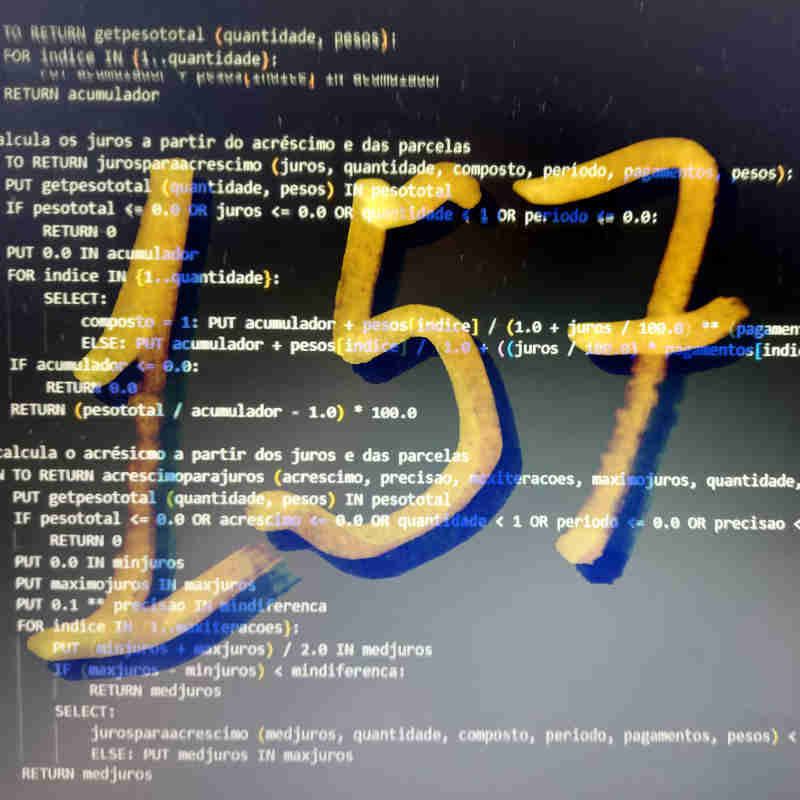 TO RETURN getpesototal (quantidade, pesos):
FOR indice IN {1..quantidade}:
RETURN acumulador
alcula os juros a partir do acréscimo e das parcelas
TO RETURN jurosparaacrescimo (juros, quantidade, composto, periodo, pagamentos, pesos):
PUT getpesototal (quantidade, pesos) IN pesototal
IF pesototal <= 0.0 OR juros <= 0.0 OR quantidade < 1 OR periodo <= 0.0:
RETURN 0
PUT 0.0 IN acumulador
FOR indice IN {1..quantidade}:
SELECT:
composto = 1: PUT acumulador + pesos[indice] / (1.0 + juros / 100.0) ** (pagamen
ELSE: PUT acumulador + pesos[indice] / (1.0 + ((juros / 100.0) * pagamentos[indic
IF acumulador <= 0.0:
RETURN 0.0
RETURN (pesototal / acumulador - 1.0) * 100.0
calcula o acrésicmo a partir dos juros e das parcelas
TO RETURN acrescimoparajuros (acrescimo, precisao, maxiteracoes, maximojuros, quantidade,
PUT getpesototal (quantidade, pesos) IN pesototal
IF pesototal <= 0.0 OR acrescimo <= 0.0 OR quantidade < 1 OR periodo <= 0.0 OR precisao <
RETURN 0
PUT 0.0 IN minjuros
PUT maximojuros IN maxjuros
PUT 0.1 ** precisao IN mindiferenca
FOR indice IN {1..maxiteracoes}:
PUT (minjuros + maxjuros) / 2.0 IN medjuros
IF (maxjuros - minjuros) < mindiferenca:
RETURN medjuros
SELECT:
jurosparaacrescimo (medjuros, quantidade, composto, periodo, pagamentos, pesos) <
ELSE: PUT medjuros IN maxjuros
RETURN medjuros
157